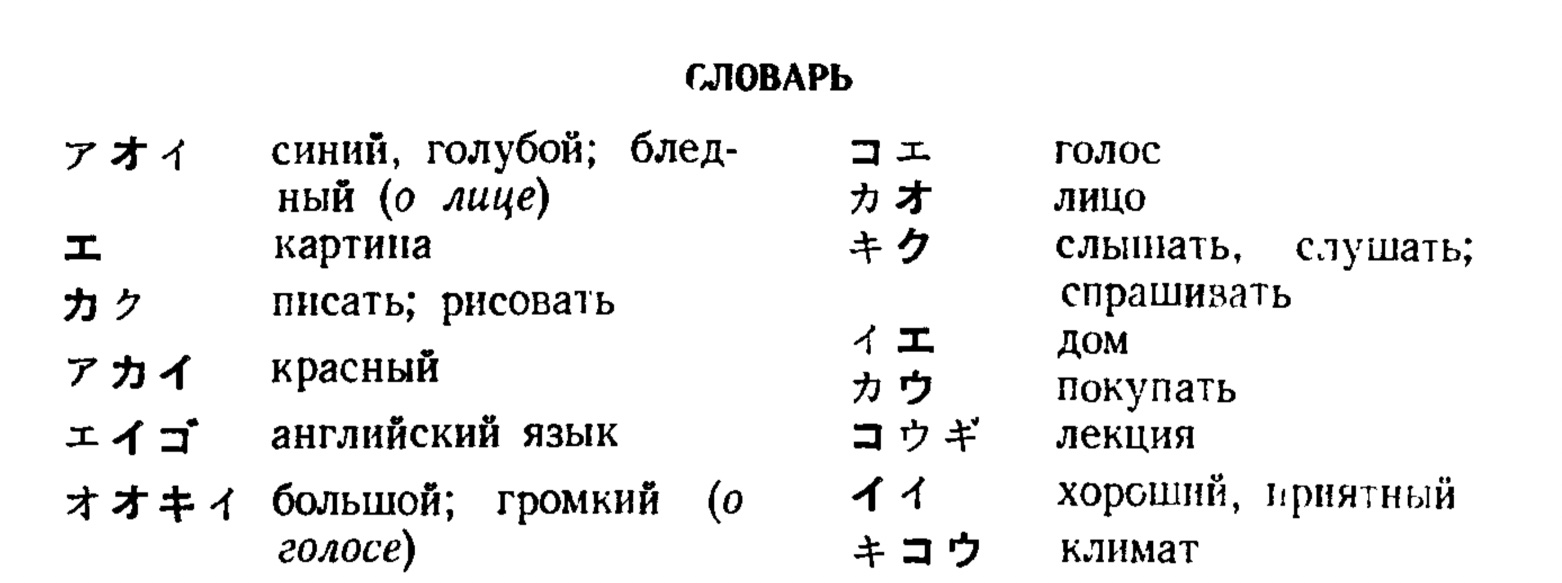 СЛОВАРЬ
アオイ синий, голубой; блед-
ный (о лице)
エ картина
カク писать; рисовать
アカイ красный
エイゴ английский язык
オオキイ большой; громкий (о
голосе)
コエ голос
カオ лицо
キク слышать, слушать;
спрашивать
イエ дом
カウ покупать
コウギ лекция
イイ хороший, приятный
キコウ климат